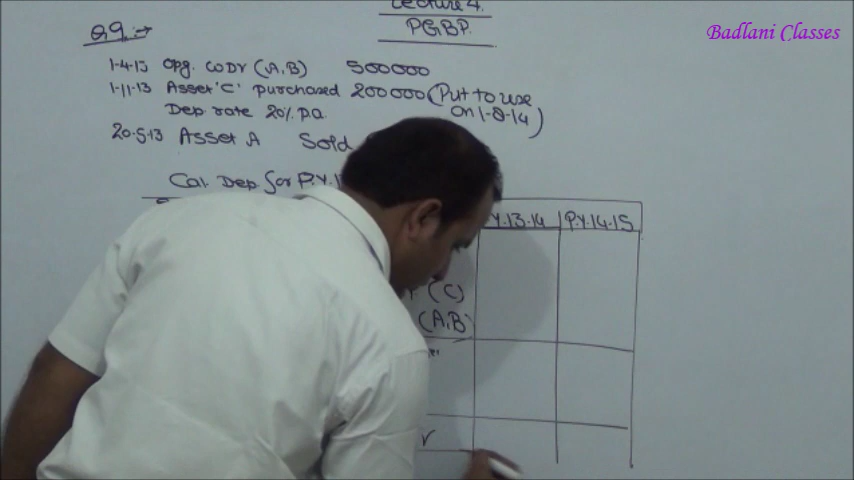 Lecture 4.
PGBP.
Badlani Classes
Q9:→
1-4-13 Opg. WDV (A,B) 500000
1-11-13 Asset 'C' purchased 200000 (Put to use
Dep. rate 20% p.a. on 1-8-14)
20-5-13 Asset A Sold
Cal. Dep. for P.Y.
Y.13-14 P.Y.14-15
(C)
(A,B)